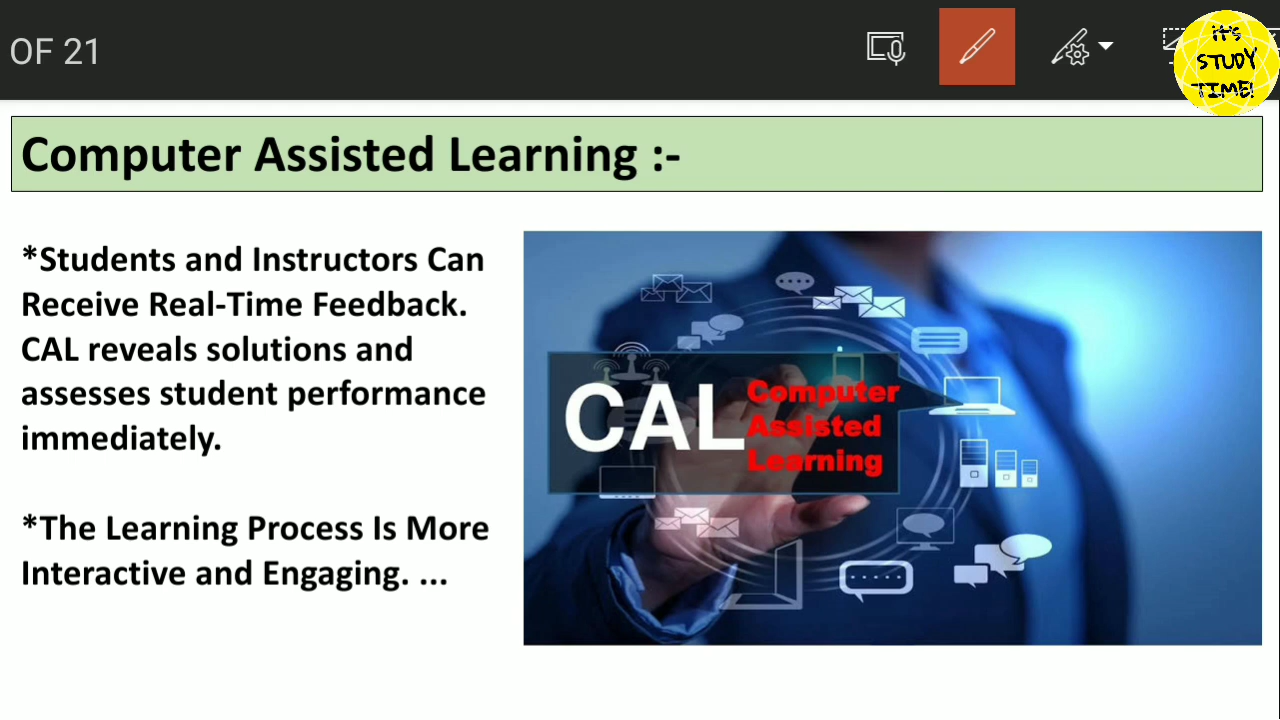 OF 21
IT'S
STUDY
TIME!
Computer Assisted Learning :-
*Students and Instructors Can
Receive Real-Time Feedback.
CAL reveals solutions and
assesses student performance
immediately.
*The Learning Process Is More
Interactive and Engaging. ...
CAL
Computer
Assisted
Learning